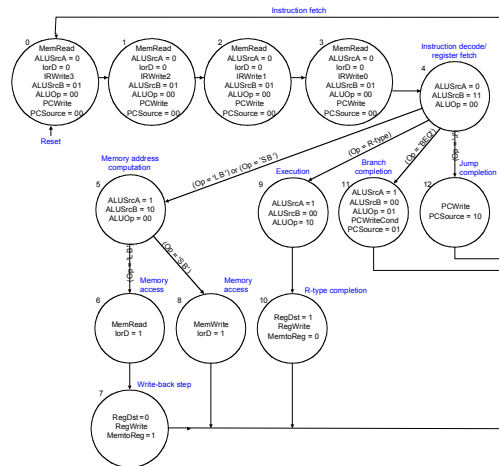 Instruction fetch
0
MemRead
ALUSrcA = 0
IorD = 0
IRWrite3
ALUSrcB = 01
ALUOp = 00
PCWrite
PCSource = 00
1
MemRead
ALUSrcA = 0
IorD = 0
IRWrite2
ALUSrcB = 01
ALUOp = 00
PCWrite
PCSource = 00
2
MemRead
ALUSrcA = 0
IorD = 0
IRWrite1
ALUSrcB = 01
ALUOp = 00
PCWrite
PCSource = 00
3
MemRead
ALUSrcA = 0
IorD = 0
IRWrite0
ALUSrcB = 01
ALUOp = 00
PCWrite
PCSource = 00
Instruction decode/
register fetch
4
ALUSrcA = 0
ALUSrcB = 11
ALUOp = 00
Reset
(Op = 'LB') or (Op = 'SB')
(Op = R-type)
(Op = 'BEQ')
(Op = 'J')
Memory address
computation
5
ALUSrcA = 1
ALUSrcB = 10
ALUOp = 00
Execution
9
ALUSrcA =1
ALUSrcB = 00
ALUOp = 10
Branch
completion
11
ALUSrcA = 1
ALUSrcB = 00
ALUOp = 01
PCWriteCond
PCSource = 01
Jump
completion
12
PCWrite
PCSource = 10
(Op = 'LB')
(Op = 'SB')
Memory
access
6
MemRead
IorD = 1
Memory
access
8
MemWrite
IorD = 1
R-type completion
10
RegDst = 1
RegWrite
MemtoReg = 0
Write-back step
7
RegDst =0
RegWrite
MemtoReg =1